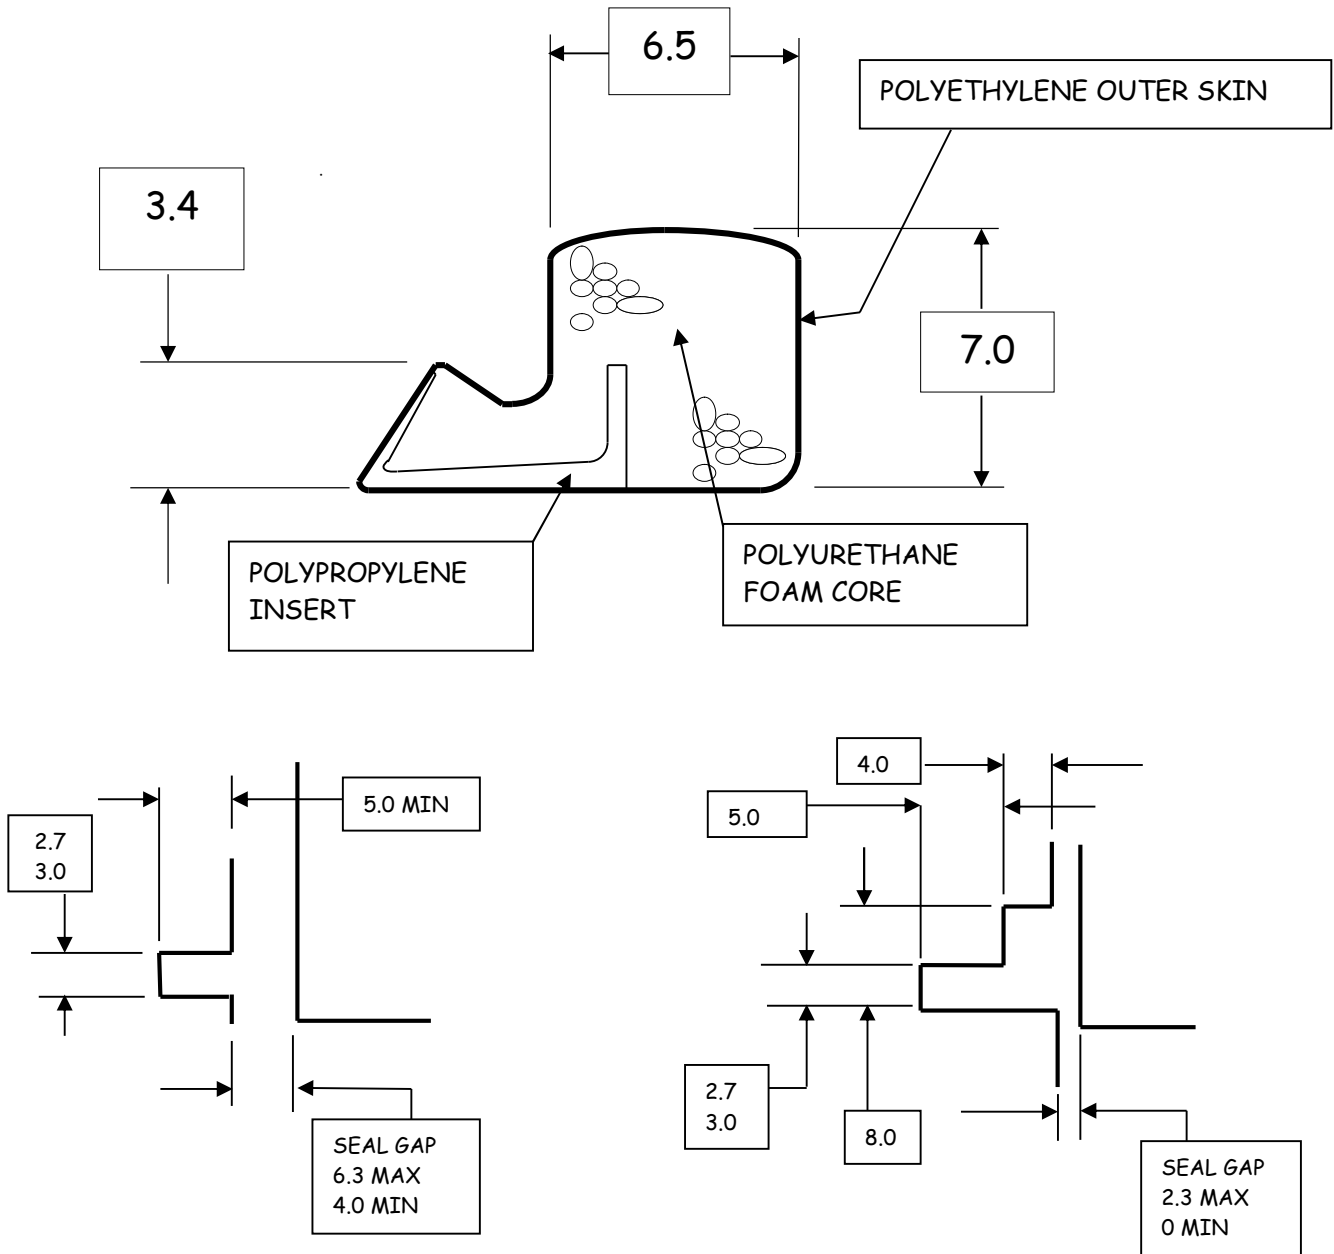 6.5
POLYETHYLENE OUTER SKIN
3.4
7.0
POLYPROPYLENE
INSERT
POLYURETHANE
FOAM CORE
4.0
5.0 MIN
5.0
2.7
3.0
2.7
3.0
8.0
SEAL GAP
6.3 MAX
4.0 MIN
SEAL GAP
2.3 MAX
0 MIN